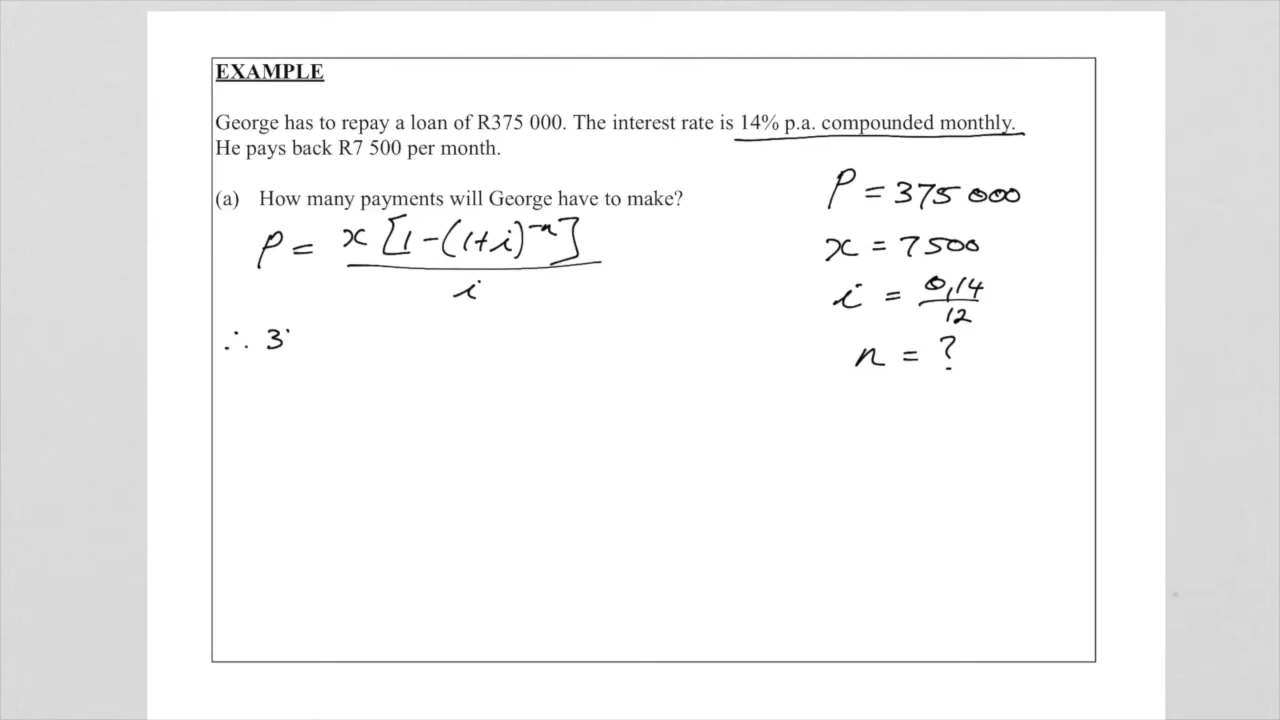 EXAMPLE
George has to repay a loan of R375 000. The interest rate is 14% p.a. compounded monthly.
He pays back R7 500 per month.
(a) How many payments will George have to make?
P = x[1-(1+i)^-n] / i
P = 375 000
x = 7500
i = 0,14 / 12
n = ?
∴ 3